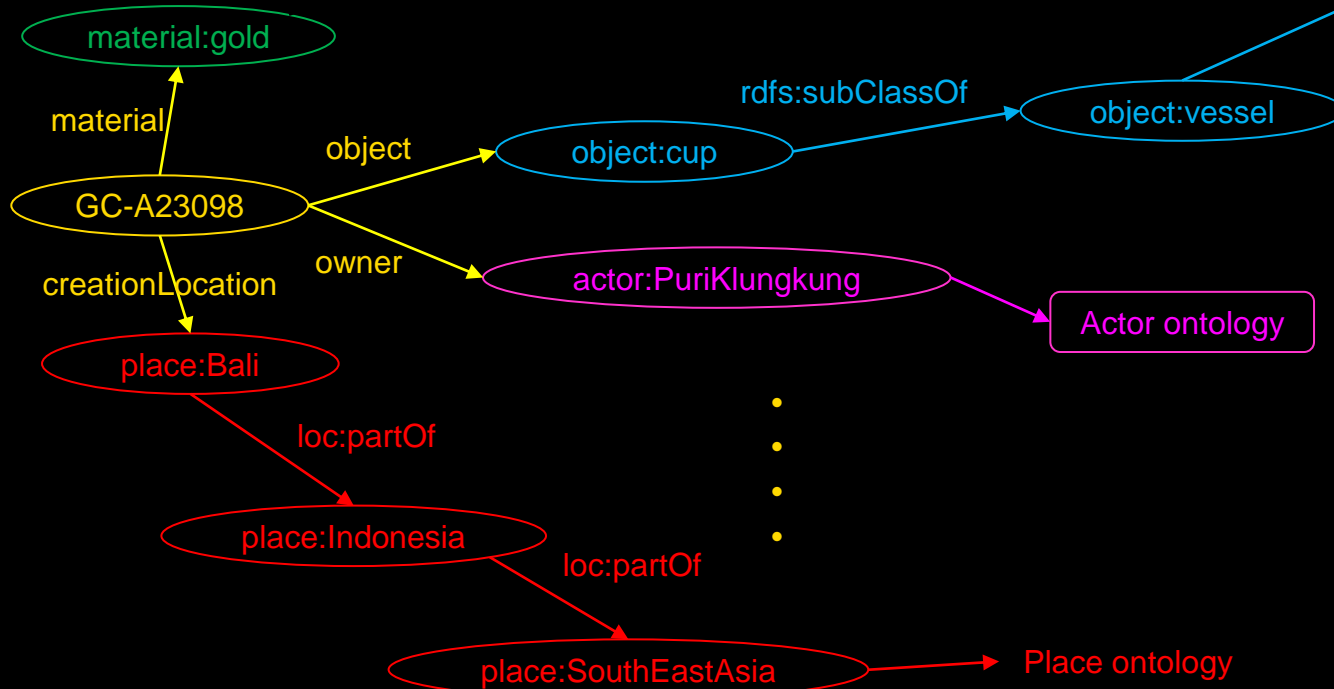 material:gold
rdfs:subClassOf
object:vessel
material
object
object:cup
GC-A23098
owner
creationLocation
actor:PuriKlungkung
Actor ontology
place:Bali
loc:partOf
place:Indonesia
loc:partOf
place:SouthEastAsia
Place ontology